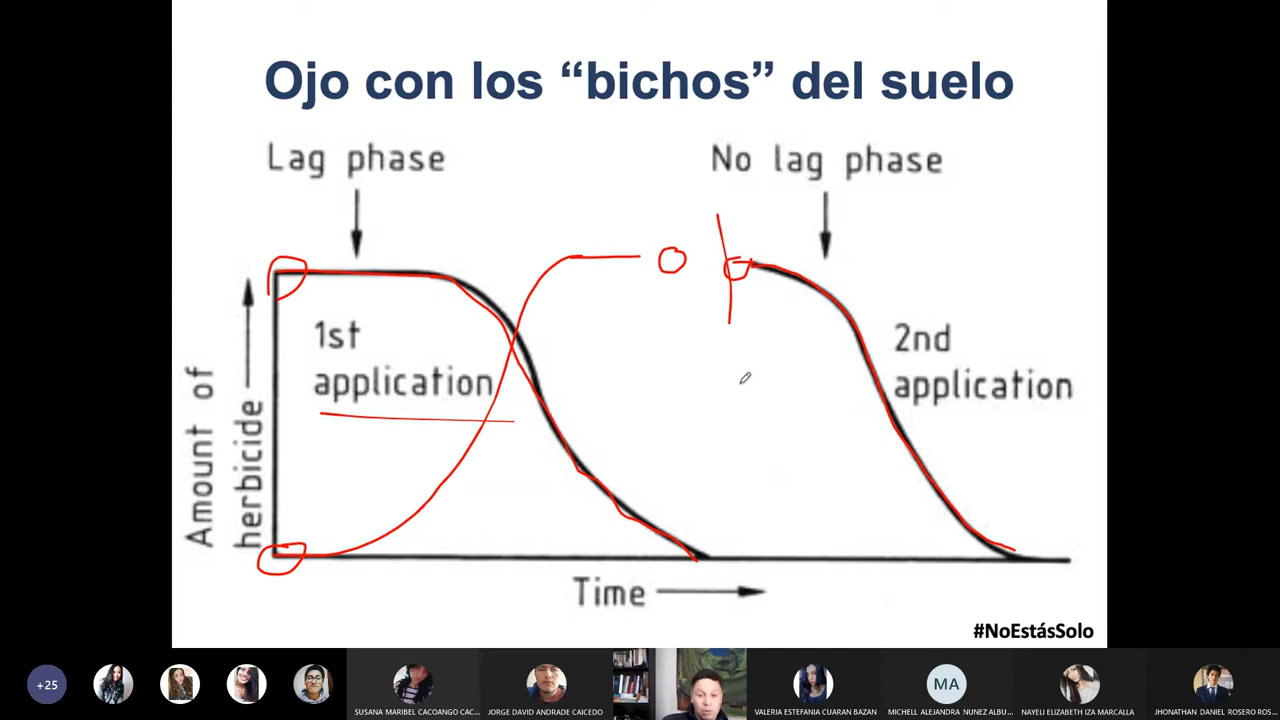 Ojo con los “bichos” del suelo
Lag phase
No lag phase
1st
application
2nd
application
Amount of
herbicide
Time
#NoEstásSolo
+25
SUSANA MARIBEL CACOANGO CAC...
JORGE DAVID ANDRADE CAICEDO
VALERIA ESTEFANIA CUARAN BAZAN
MA
MICHELL ALEJANDRA NUNEZ ALBU...
NAYELI ELIZABETH IZA MARCALLA
JHONATHAN DANIEL ROSERO ROS...